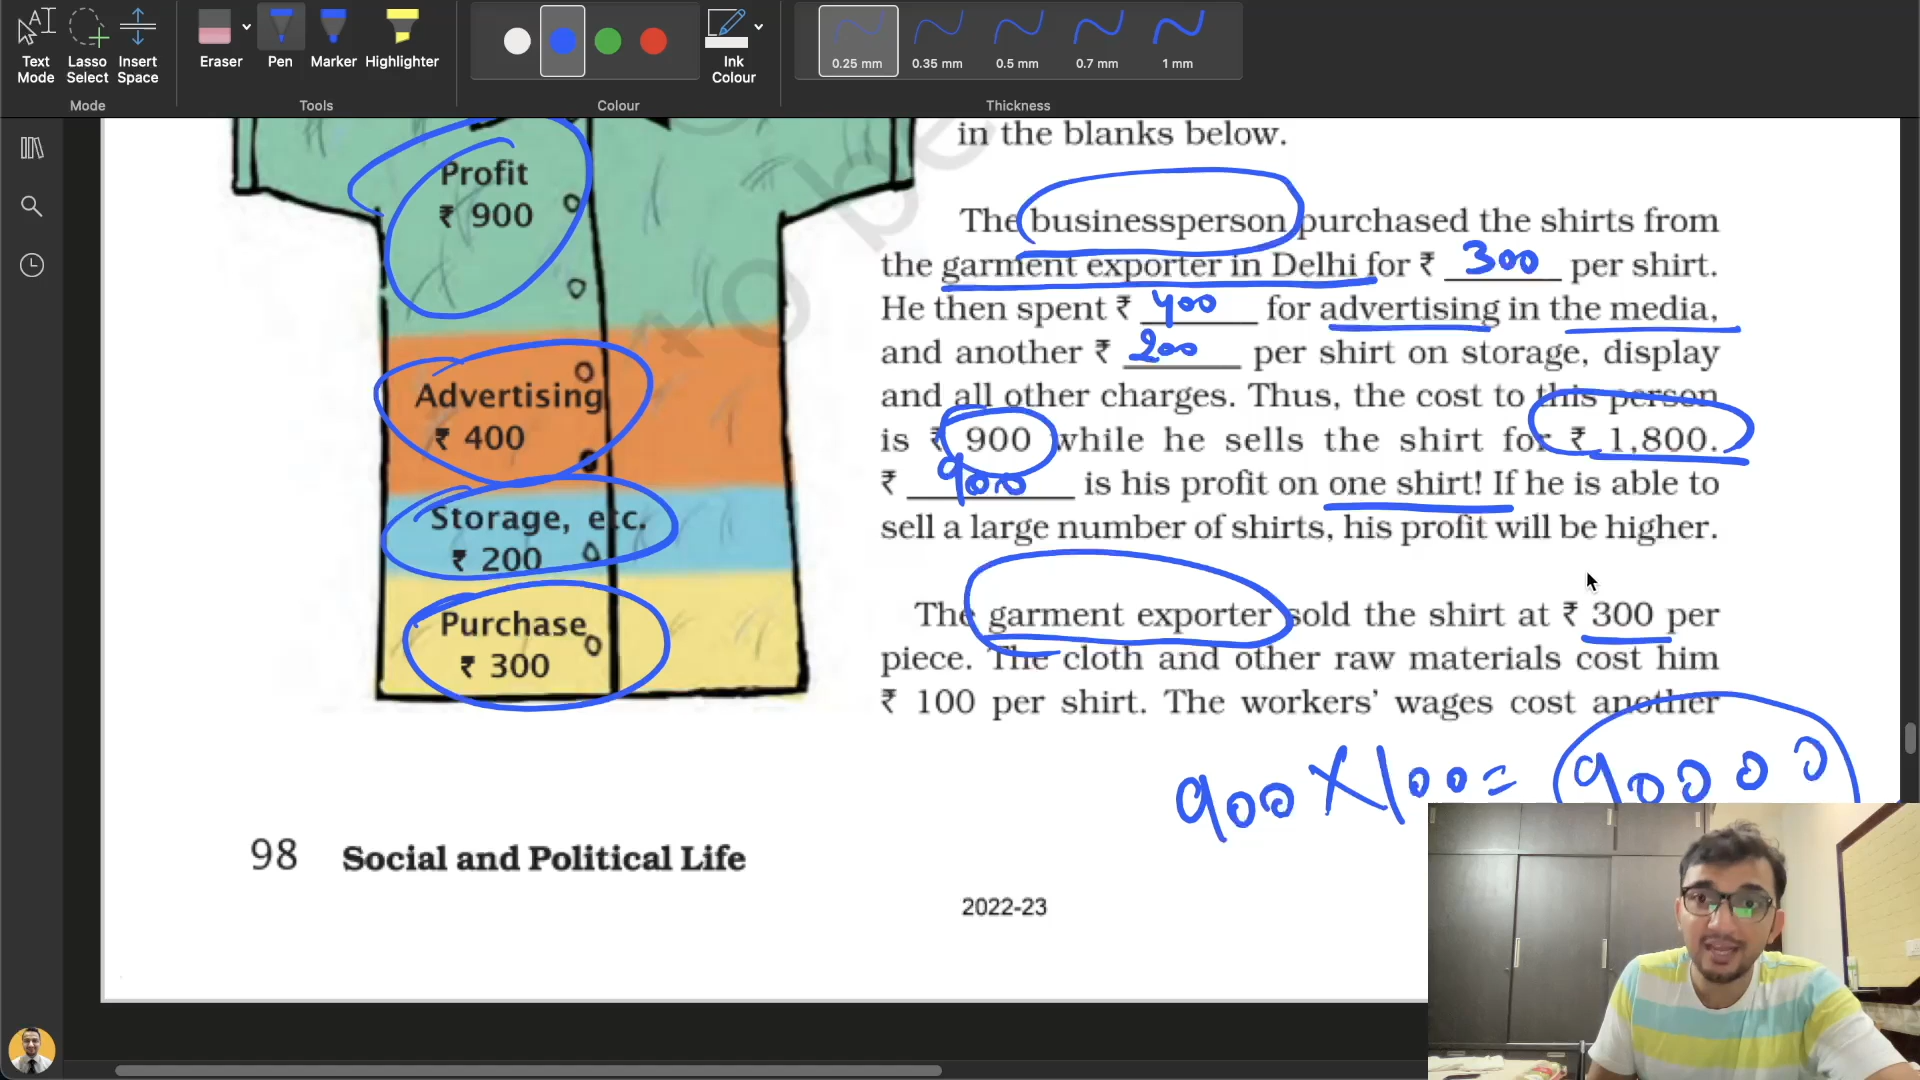 Text Mode
Lasso Select
Insert Space
Eraser
Pen
Marker
Highlighter
Ink Colour
0.25 mm
0.35 mm
0.5 mm
0.7 mm
1 mm
Mode
Tools
Colour
Thickness
Profit
₹ 900
Advertising
₹ 400
Storage, etc.
₹ 200
Purchase
₹ 300
to be
in the blanks below.
The businessperson purchased the shirts from
the garment exporter in Delhi for ₹ 300 per shirt.
He then spent ₹ 400 for advertising in the media,
and another ₹ 200 per shirt on storage, display
and all other charges. Thus, the cost to this person
is ₹ 900 while he sells the shirt for ₹ 1,800.
₹ 900 is his profit on one shirt! If he is able to
sell a large number of shirts, his profit will be higher.
The garment exporter sold the shirt at ₹ 300 per
piece. The cloth and other raw materials cost him
₹ 100 per shirt. The workers' wages cost another
900 X 100 = 90000
98 Social and Political Life
2022-23